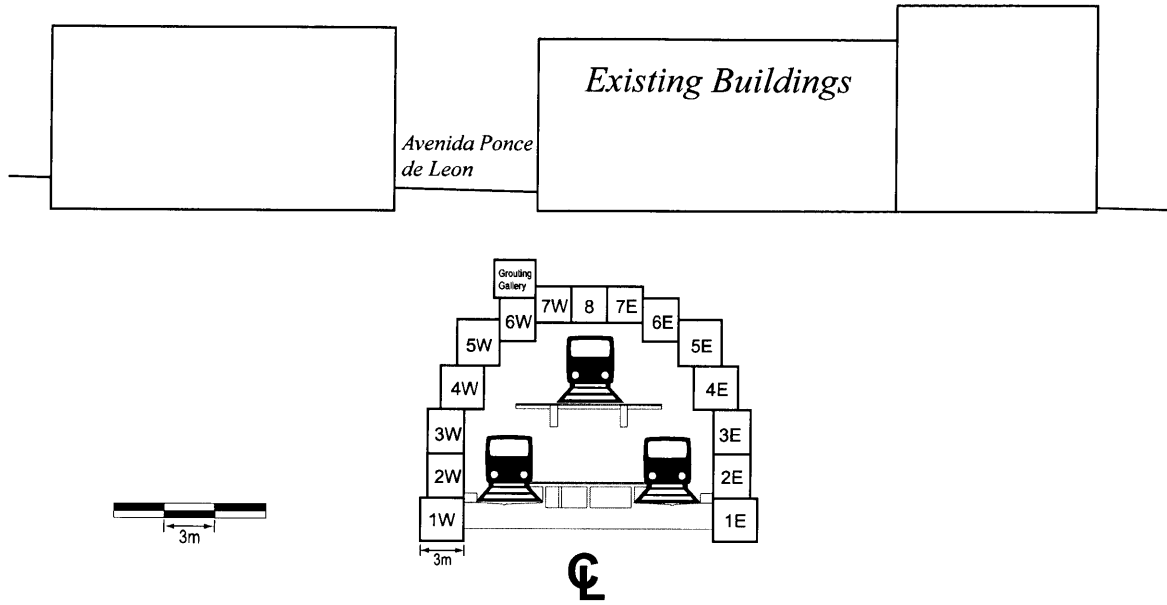 Existing Buildings
Avenida Ponce
de Leon
Grouting
Gallery
7W 8 7E
6W 6E
5W 5E
4W 4E
3W 3E
2W 2E
1W 1E
3m
3m
CL